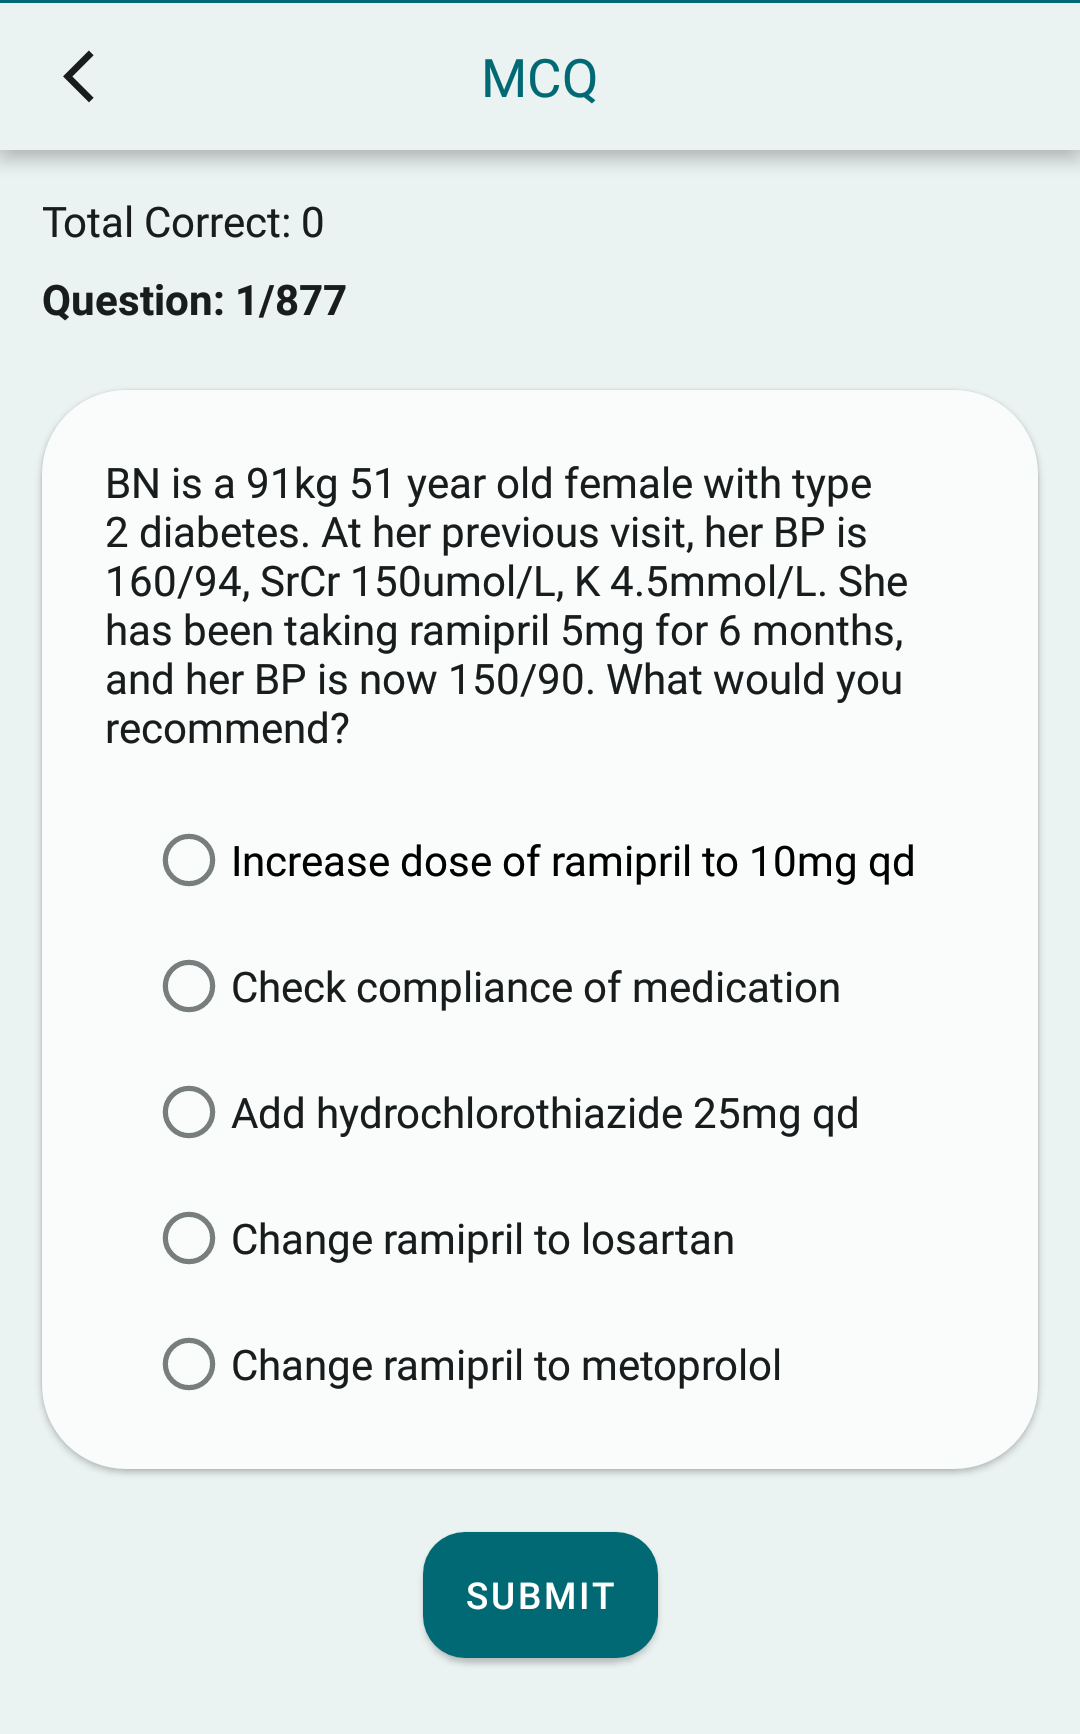 MCQ
Total Correct: 0
Question: 1/877
BN is a 91kg 51 year old female with type
2 diabetes. At her previous visit, her BP is
160/94, SrCr 150umol/L, K 4.5mmol/L. She
has been taking ramipril 5mg for 6 months,
and her BP is now 150/90. What would you
recommend?
Increase dose of ramipril to 10mg qd
Check compliance of medication
Add hydrochlorothiazide 25mg qd
Change ramipril to losartan
Change ramipril to metoprolol
SUBMIT